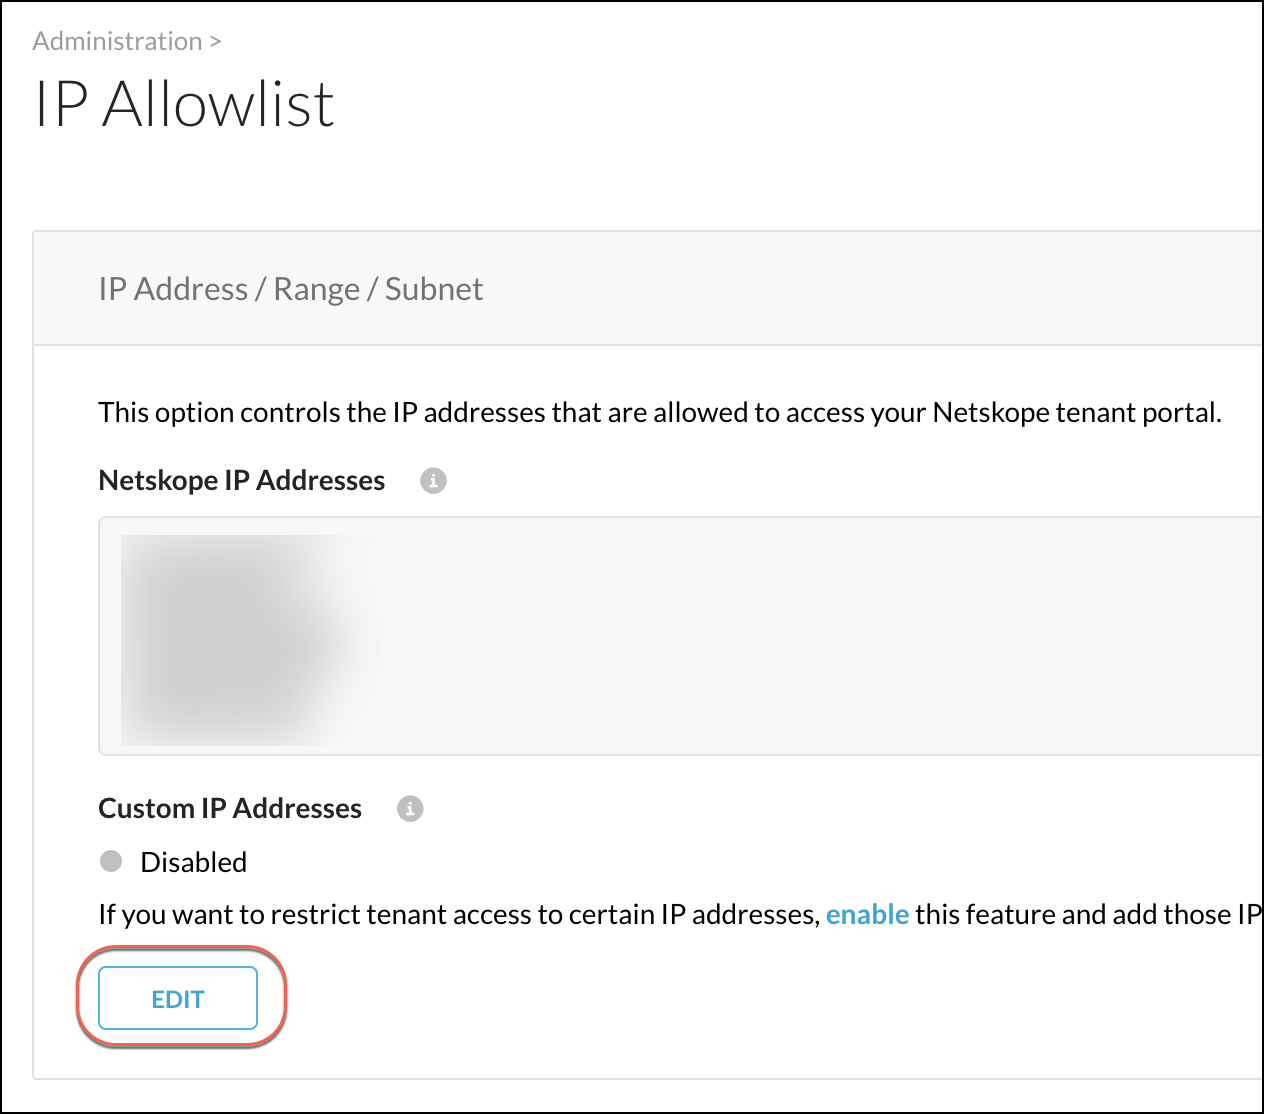 Administration >
IP Allowlist
IP Address / Range / Subnet
This option controls the IP addresses that are allowed to access your Netskope tenant portal.
Netskope IP Addresses
Custom IP Addresses
Disabled
If you want to restrict tenant access to certain IP addresses, enable this feature and add those IP
EDIT